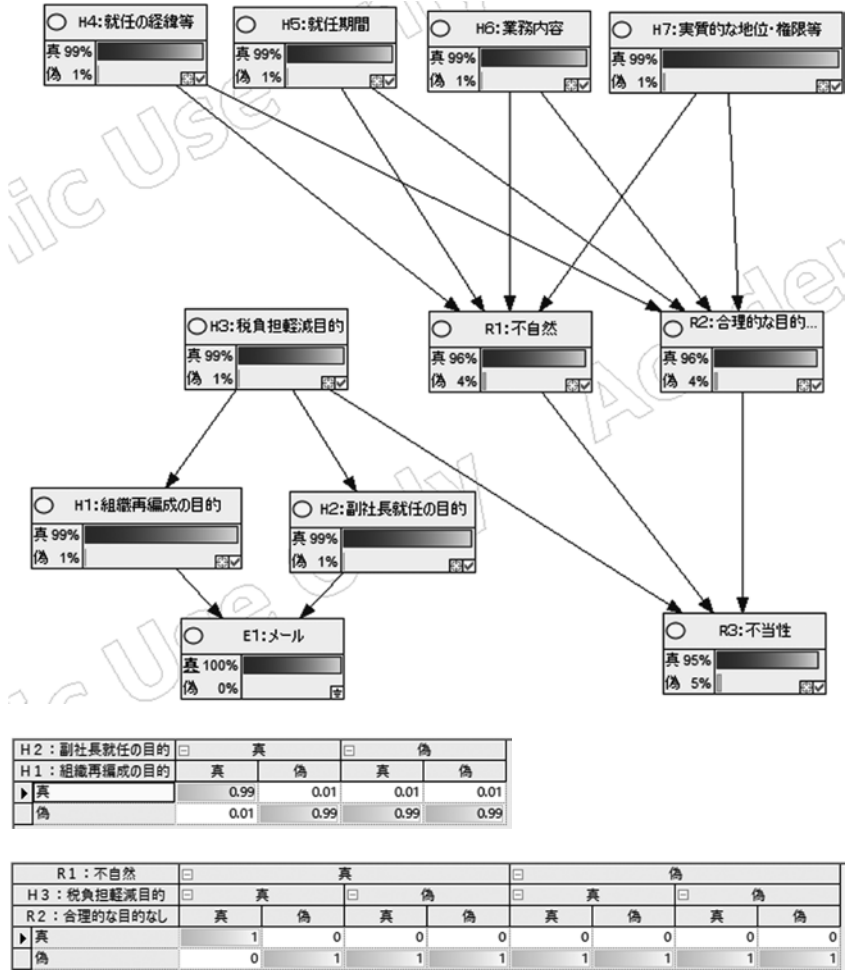 H4:就任の経緯等
真 99%
偽 1%
H5:就任期間
真 99%
偽 1%
H6:業務内容
真 99%
偽 1%
H7:実質的な地位・権限等
真 99%
偽 1%
H3:税負担軽減目的
真 99%
偽 1%
R1:不自然
真 96%
偽 4%
R2:合理的な目的...
真 96%
偽 4%
H1:組織再編成の目的
真 99%
偽 1%
H2:副社長就任の目的
真 99%
偽 1%
E1:メール
真 100%
偽 0%
R3:不当性
真 95%
偽 5%
H2:副社長就任の目的 真 偽
H1:組織再編成の目的 真 偽 真 偽
真 0.99 0.01 0.01 0.01
偽 0.01 0.99 0.99 0.99
R1:不自然 真 偽
H3:税負担軽減目的 真 偽 真 偽
R2:合理的な目的なし 真 偽 真 偽 真 偽 真 偽
真 1 0 0 0 0 0 0 0
偽 0 1 1 1 1 1 1 1